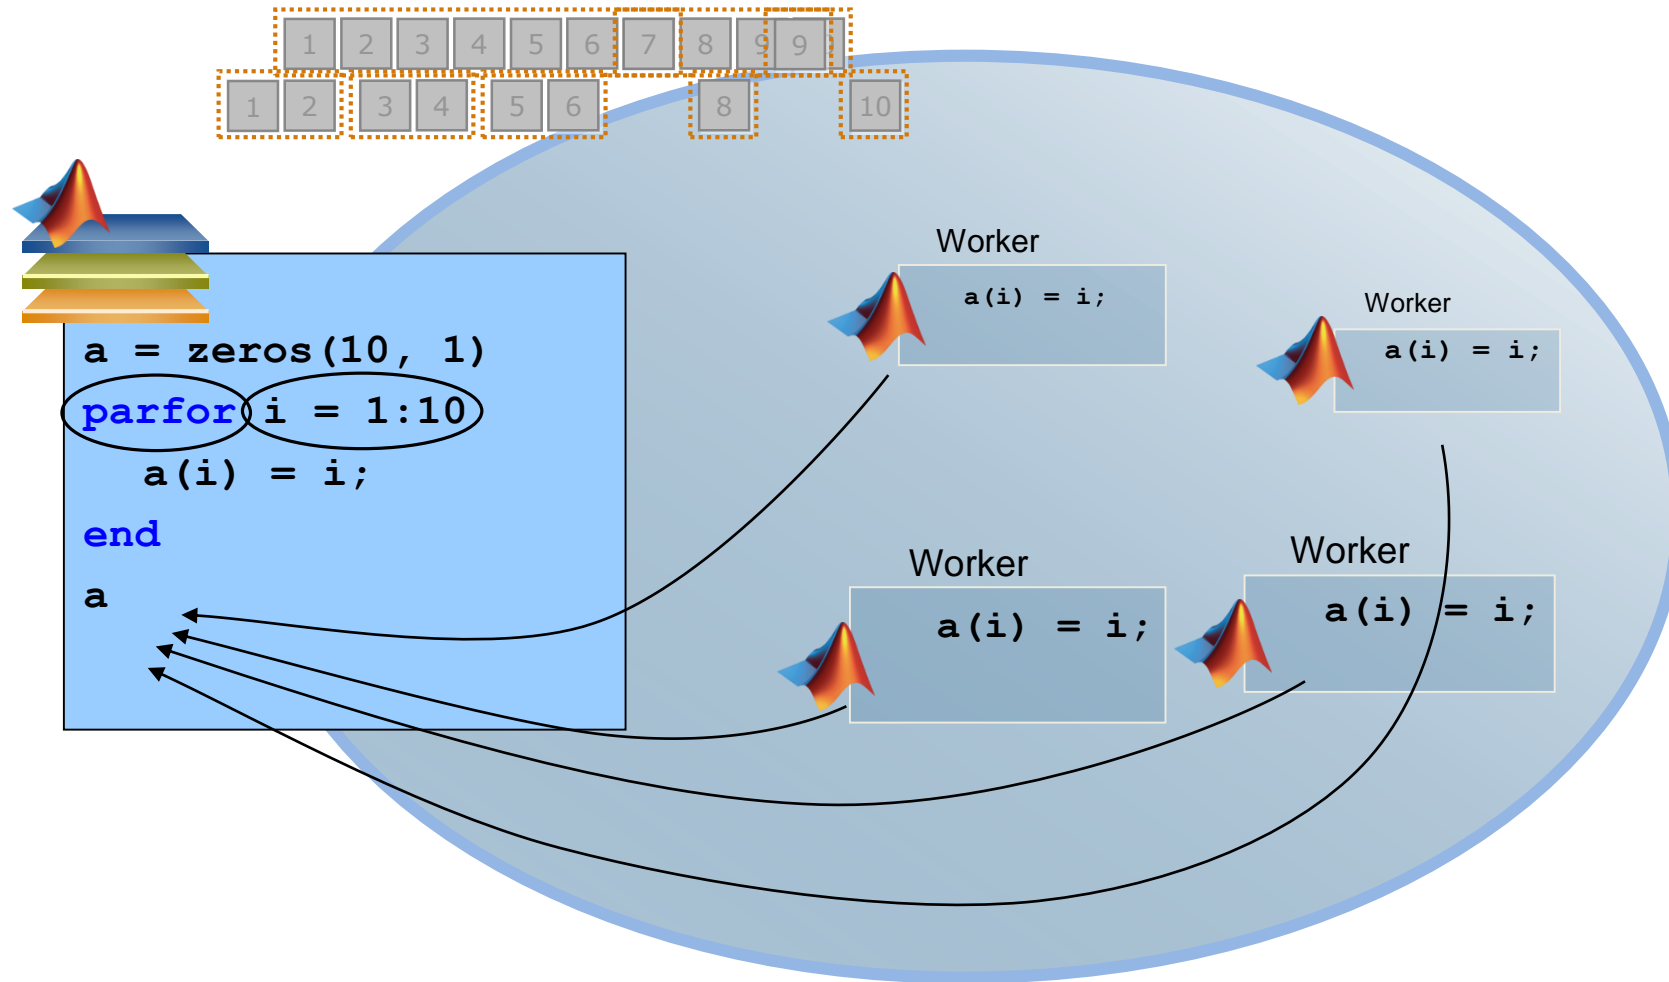 1 2 3 4 5 6 7 8 9 9
1 2 3 4 5 6 8 10
Worker
a(i) = i;
Worker
a(i) = i;
a = zeros(10, 1)
parfor i = 1:10
a(i) = i;
end
a
Worker
a(i) = i;
Worker
a(i) = i;